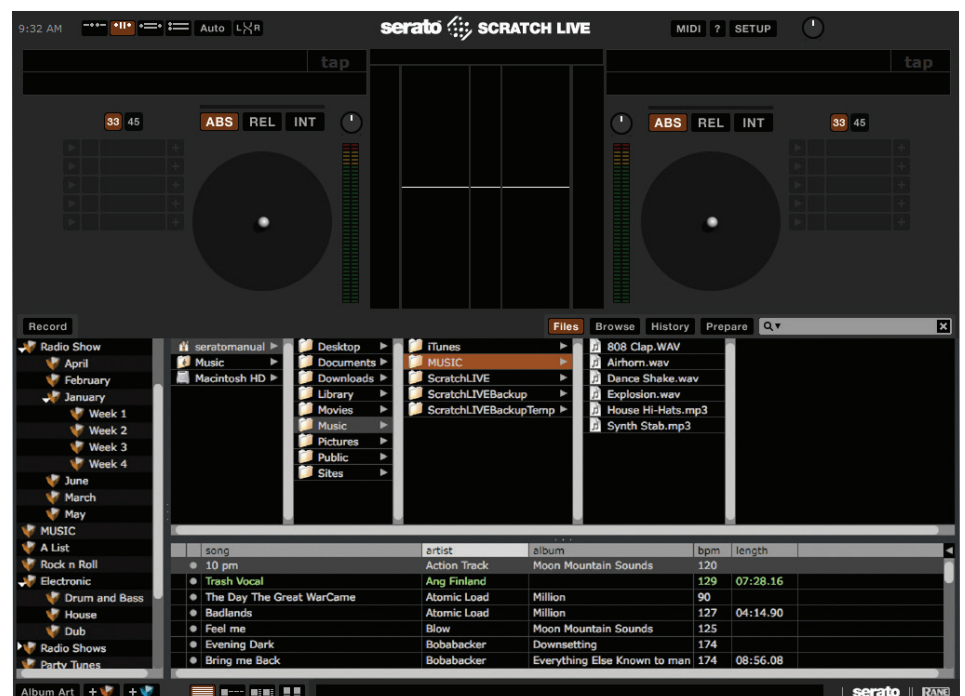 9:32 AM Auto L R serato SCRATCH LIVE MIDI ? SETUP
tap tap
33 45 ABS REL INT ABS REL INT 33 45
Record Files Browse History Prepare
Radio Show
April
February
January
Week 1
Week 2
Week 3
Week 4
June
March
May
MUSIC
A List
Rock n Roll
Electronic
Drum and Bass
House
Dub
Radio Shows
Party Tunes
seratomanual
Music
Macintosh HD
Desktop
Documents
Downloads
Library
Movies
Music
Pictures
Public
Sites
iTunes
MUSIC
ScratchLIVE
ScratchLIVEBackup
ScratchLIVEBackupTemp
808 Clap.WAV
Airhorn.wav
Dance Shake.wav
Explosion.wav
House Hi-Hats.mp3
Synth Stab.mp3
song artist album bpm length
10 pm Action Track Moon Mountain Sounds 120
Trash Vocal Ang Finland 129 07:28.16
The Day The Great WarCame Atomic Load Million 90
Badlands Atomic Load Million 127 04:14.90
Feel me Blow Moon Mountain Sounds 125
Evening Dark Bobabacker Downsetting 174
Bring me Back Bobabacker Everything Else Known to man 174 08:56.08
Album Art serato RANE